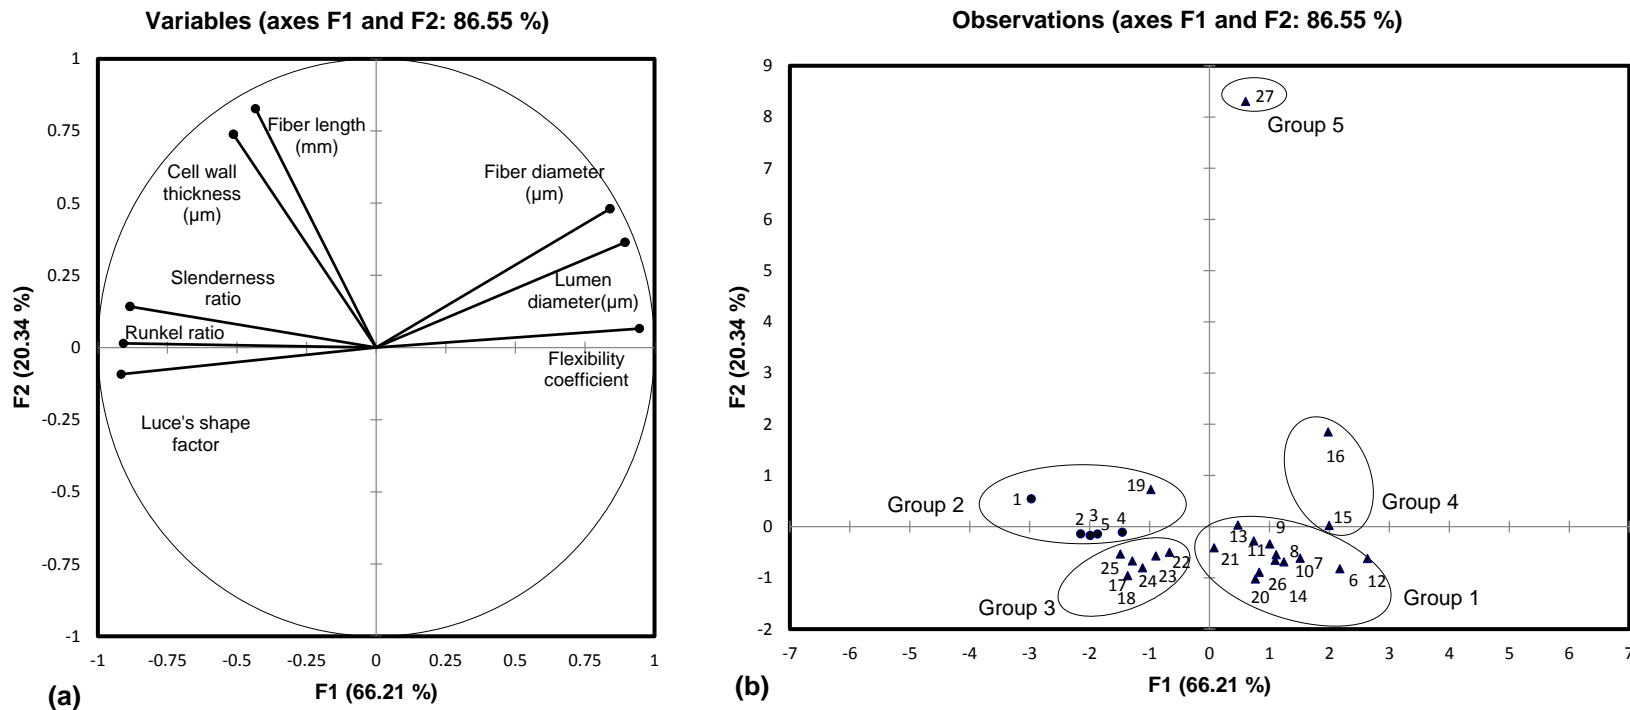 Variables (axes F1 and F2: 86.55 %)
1
0.75
0.5
0.25
0
-0.25
-0.5
-0.75
-1
-1
-0.75
-0.5
-0.25
0
0.25
0.5
0.75
1
F2 (20.34 %)
F1 (66.21 %)
Fiber length
(mm)
Cell wall
thickness
(µm)
Fiber diameter
(µm)
Slenderness
ratio
Lumen
diameter(µm)
Runkel ratio
Flexibility
coefficient
Luce's shape
factor
(a)
Observations (axes F1 and F2: 86.55 %)
9
8
7
6
5
4
3
2
1
0
-1
-2
-7
-6
-5
-4
-3
-2
-1
0
1
2
3
4
5
6
7
F2 (20.34 %)
F1 (66.21 %)
27
Group 5
16
Group 4
15
19
1
Group 2
2
3
5
4
9
13
11
8
7
21
10
6
12
26
20
14
Group 1
22
25
23
17
24
18
Group 3
(b)